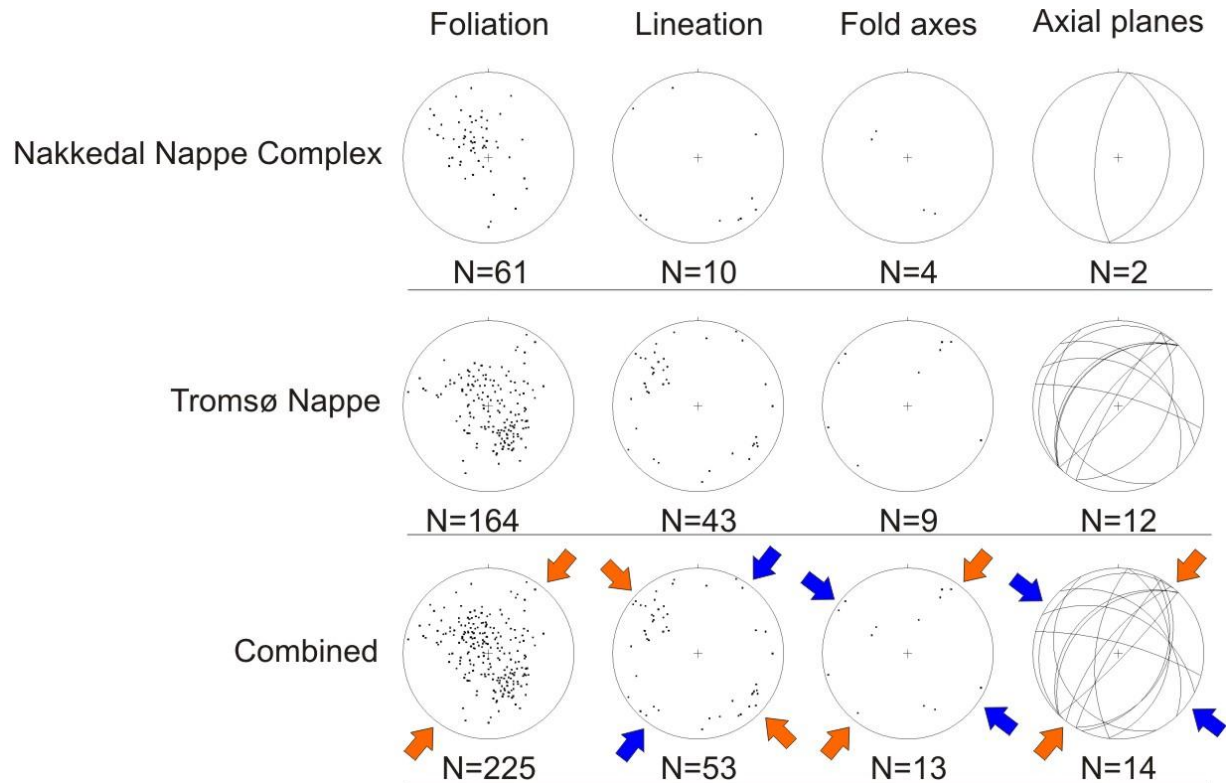 Foliation Lineation Fold axes Axial planes
Nakkedal Nappe Complex
N=61 N=10 N=4 N=2
Tromsø Nappe
N=164 N=43 N=9 N=12
Combined
N=225 N=53 N=13 N=14